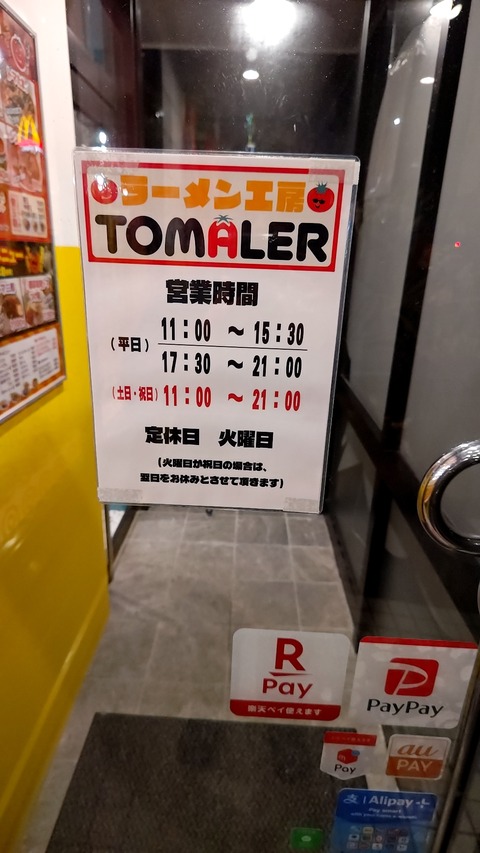 ラーメン工房
TOMALER
営業時間
(平日) 11:00 ～ 15:30
17:30 ～ 21:00
(土日・祝日) 11:00 ～ 21:00
定休日 火曜日
(火曜日が祝日の場合は、
翌日をお休みとさせて頂きます)
R
Pay
楽天ペイ使えます
PayPay
Pay
au
PAY
Alipay+